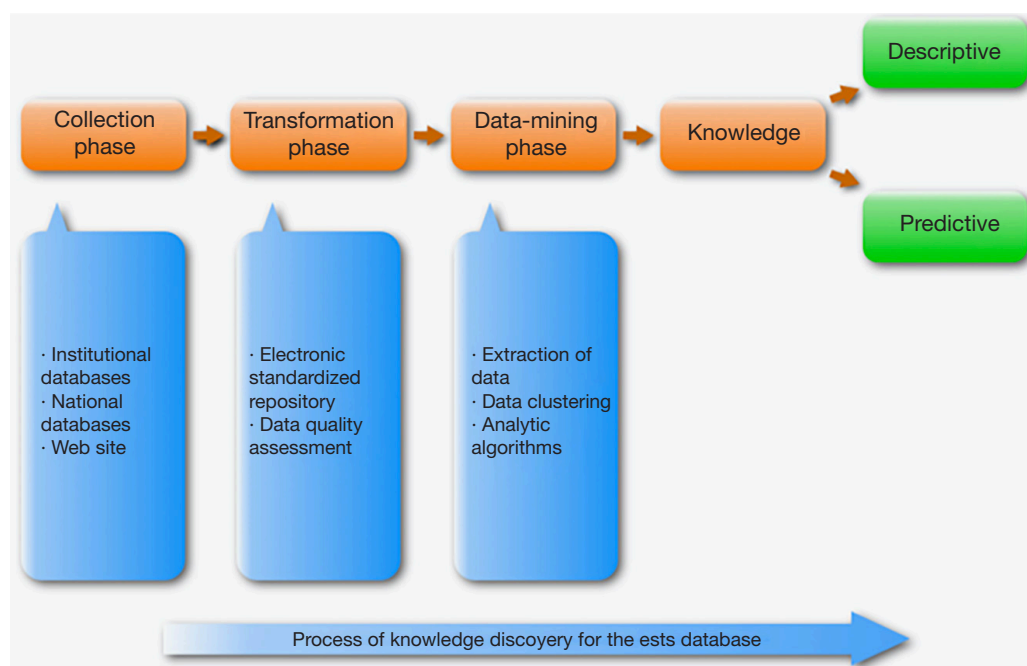 Descriptive
Collection
phase
Transformation
phase
Data-mining
phase
Knowledge
Predictive
· Institutional
databases
· National
databases
· Web site
· Electronic
standardized
repository
· Data quality
assessment
· Extraction of
data
· Data clustering
· Analytic
algorithms
Process of knowledge discovery for the ests database